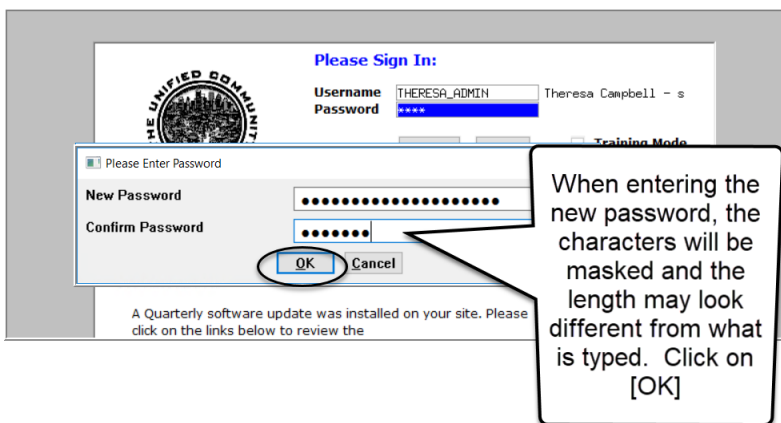 Please Sign In:
THE UNIFIED COMMUNIT
Username THERESA_ADMIN Theresa Campbell - s
Password ****
Training Mode
Please Enter Password
New Password ●●●●●●●●●●●●●●●●●●●●
Confirm Password ●●●●●●●
OK Cancel
A Quarterly software update was installed on your site. Please
click on the links below to review the
When entering the
new password, the
characters will be
masked and the
length may look
different from what
is typed. Click on
[OK]